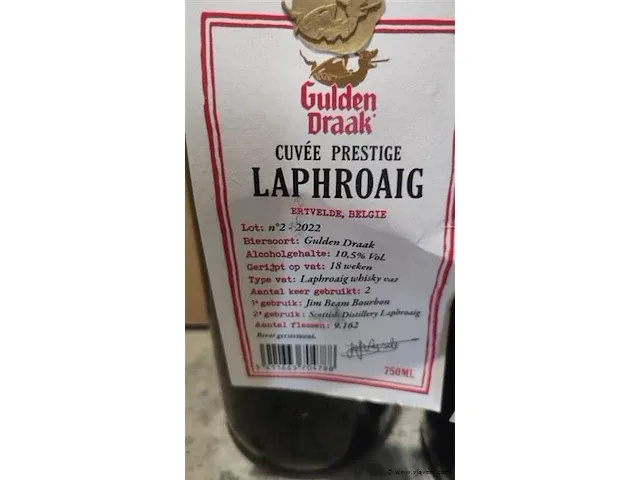 Gulden
Draak
CUVÉE PRESTIGE
LAPHROAIG
ERTVELDE, BELGIE
Lot: n°2 - 2022
Biersoort: Gulden Draak
Alcoholgehalte: 10,5% Vol.
Gerijpt op vat: 18 weken
Type vat: Laphroaig whisky vat
Aantal keer gebruikt: 2
1e gebruik: Jim Beam Bourbon
2e gebruik: Scottish Distillery Laphroaig
Aantal flessen: 9.162
Bevat gerstemout.
750ML